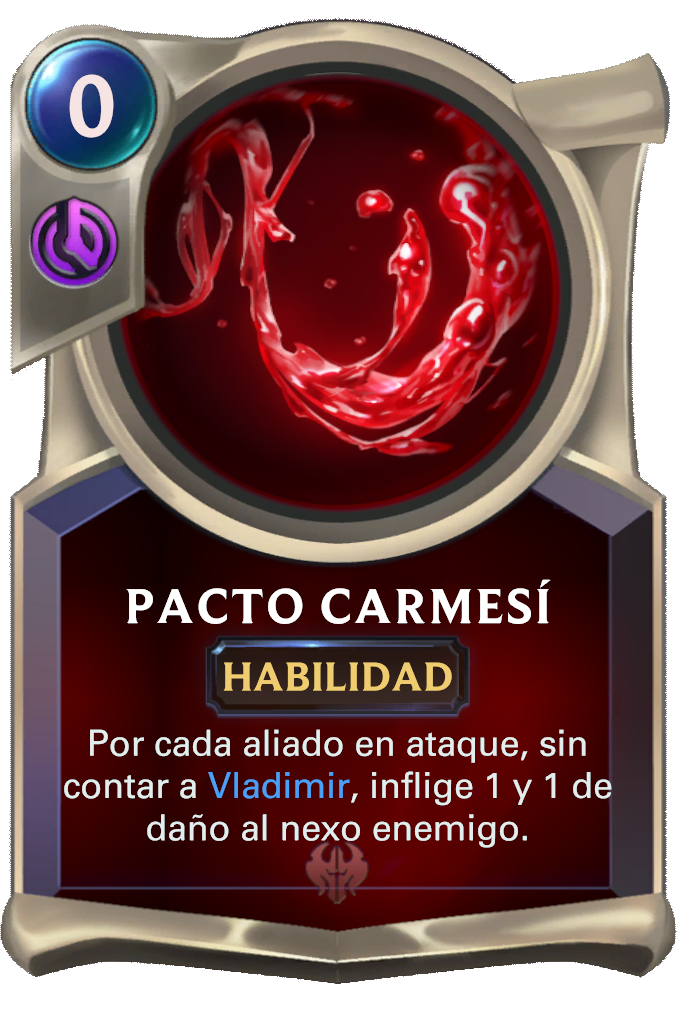 0
PACTO CARMESÍ
HABILIDAD
Por cada aliado en ataque, sin
contar a Vladimir, inflige 1 y 1 de
daño al nexo enemigo.